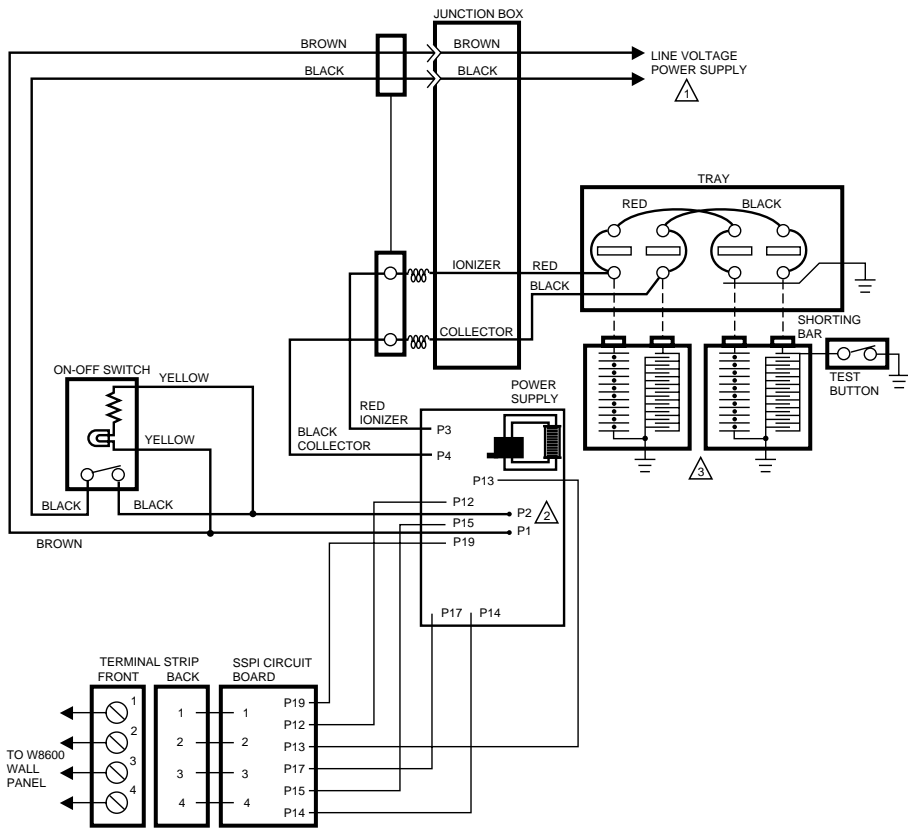 JUNCTION BOX
BROWN
BROWN
BLACK
BLACK
LINE VOLTAGE
POWER SUPPLY
1
TRAY
RED
BLACK
IONIZER
RED
BLACK
COLLECTOR
SHORTING
BAR
TEST
BUTTON
ON-OFF SWITCH
YELLOW
YELLOW
BLACK
BLACK
BROWN
RED
IONIZER
BLACK
COLLECTOR
POWER
SUPPLY
P3
P4
P13
P12
P2
2
P15
P1
P19
P17
P14
3
TERMINAL STRIP
FRONT
BACK
SSPI CIRCUIT
BOARD
1
1
1
P19
P12
2
2
2
P13
3
3
3
P17
P15
4
4
4
P14
TO W8600
WALL
PANEL